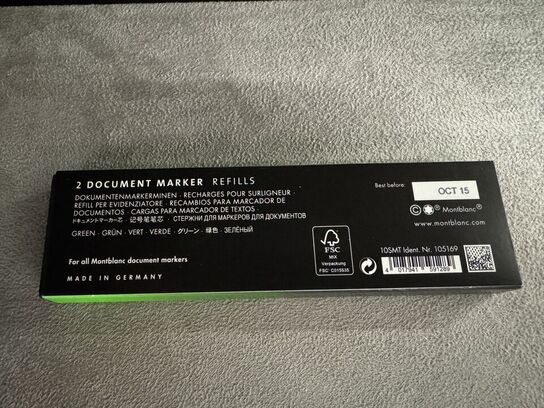 2 DOCUMENT MARKER REFILLS
DOKUMENTENMARKERMINEN · RECHARGES POUR SURLIGNEUR ·
REFILL PER EVIDENZIATORE · RECAMBIOS PARA MARCADOR DE
DOCUMENTOS · CARGAS PARA MARCADOR DE TEXTOS ·
ドキュメントマーカー芯 · 记号笔笔芯 · СТЕРЖНИ ДЛЯ МАРКЕРОВ ДЛЯ ДОКУМЕНТОВ
GREEN · GRÜN · VERT · VERDE · グリーン · 绿色 · ЗЕЛЁНЫЙ
For all Montblanc document markers
MADE IN GERMANY
FSC
MIX
Verpackung
FSC® C015535
Best before:
OCT 15
© ® Montblanc®
www.montblanc.com
10SMT Ident. Nr. 105169
4 017941 591289